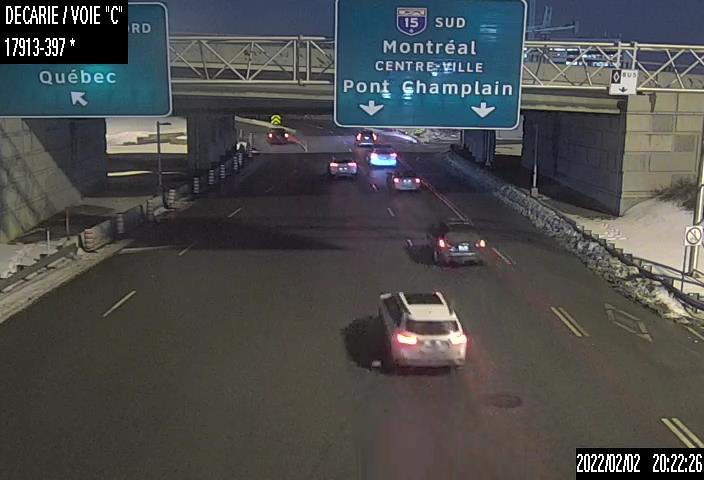 DECARIE / VOIE "C"
17913-397 *
ORD
Québec
15 SUD
Montréal
CENTRE-VILLE
Pont Champlain
BUS
2022/02/02 20:22:26